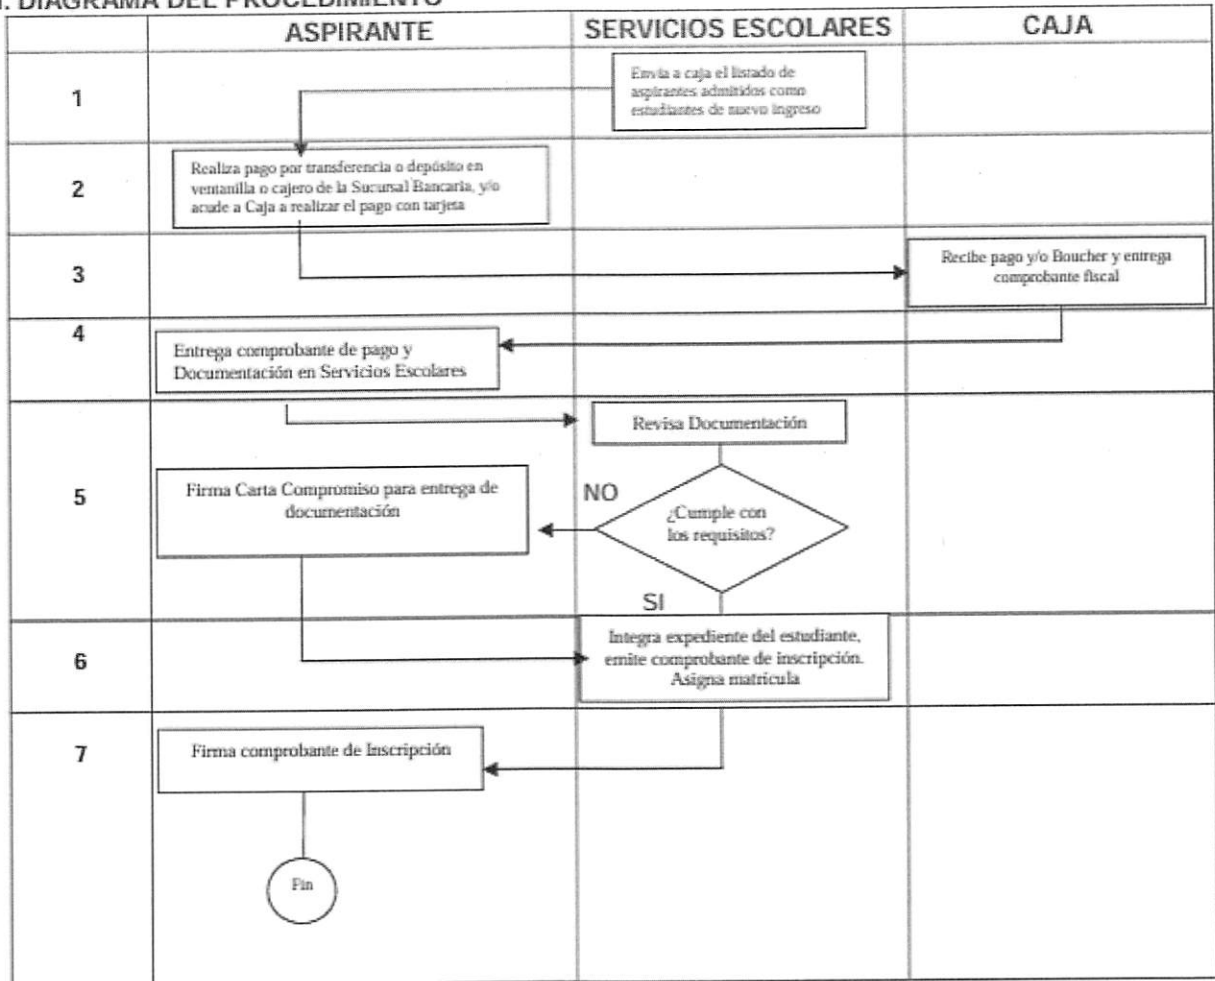 DIAGRAMA DEL PROCEDIMIENTO
ASPIRANTE
SERVICIOS ESCOLARES
CAJA
1
Envía a caja el listado de
aspirantes admitidos como
estudiantes de nuevo ingreso
2
Realiza pago por transferencia o depósito en
ventanilla o cajero de la Sucursal Bancaria, y/o
acude a Caja a realizar el pago con tarjeta
3
Recibe pago y/o Boucher y entrega
comprobante fiscal
4
Entrega comprobante de pago y
Documentación en Servicios Escolares
5
Revisa Documentación
Firma Carta Compromiso para entrega de
documentación
NO
¿Cumple con
los requisitos?
SI
6
Integra expediente del estudiante,
emite comprobante de inscripción.
Asigna matricula
7
Firma comprobante de Inscripción
Fin